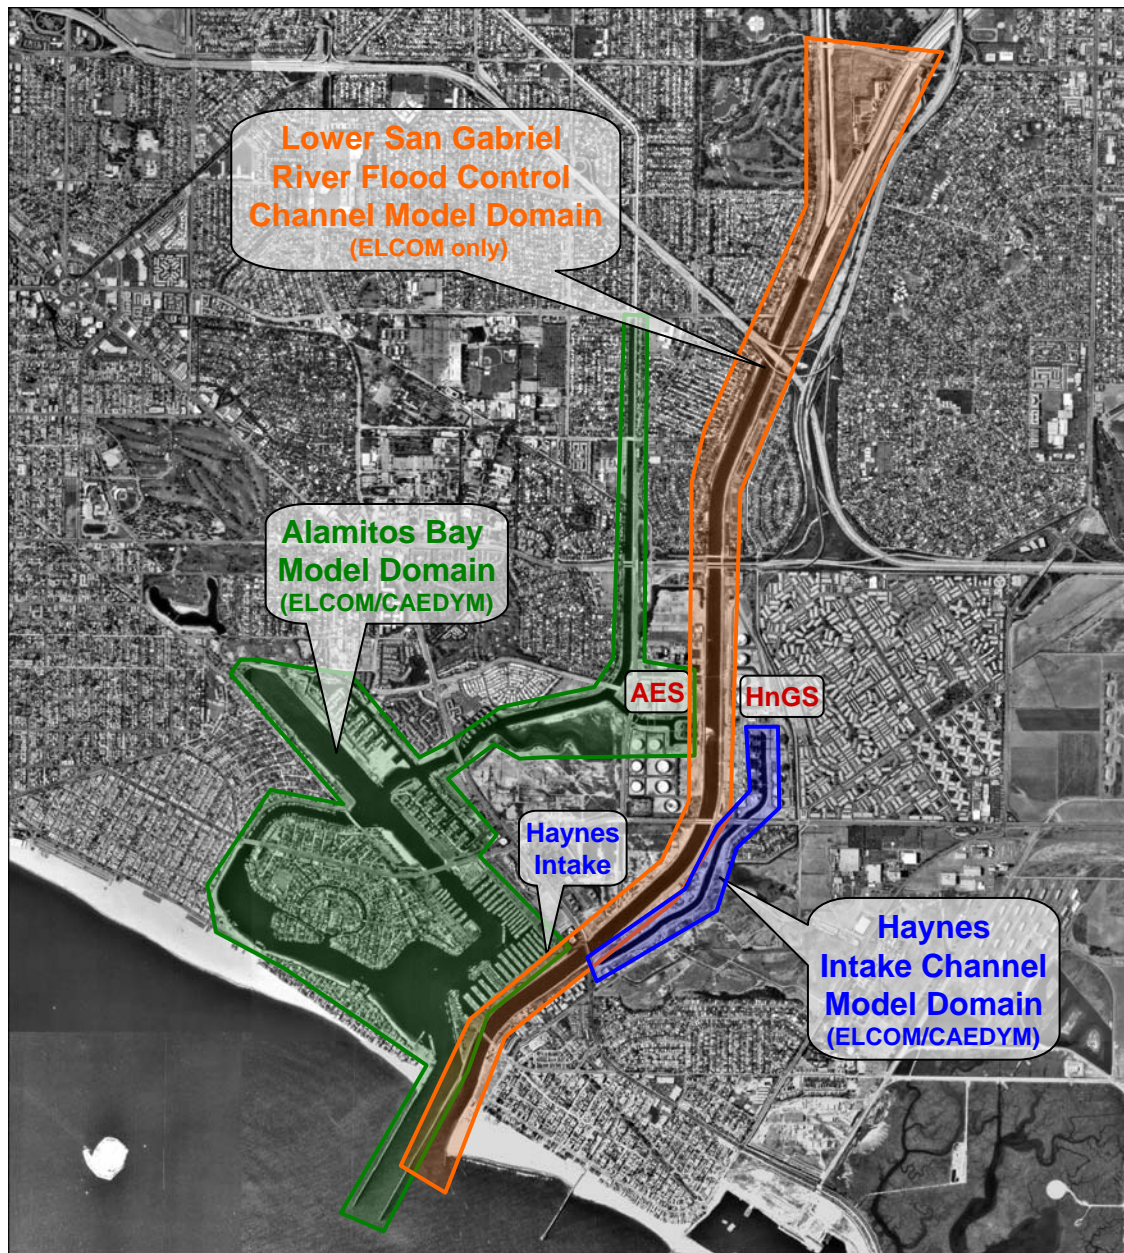 Lower San Gabriel
River Flood Control
Channel Model Domain
(ELCOM only)
Alamitos Bay
Model Domain
(ELCOM/CAEDYM)
AES
HnGS
Haynes
Intake
Haynes
Intake Channel
Model Domain
(ELCOM/CAEDYM)